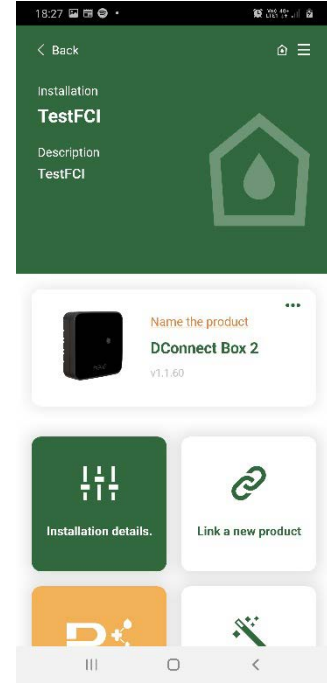 18:27
< Back
Installation
TestFCI
Description
TestFCI
Name the product
DConnect Box 2
v1.1.60
Installation details.
Link a new product